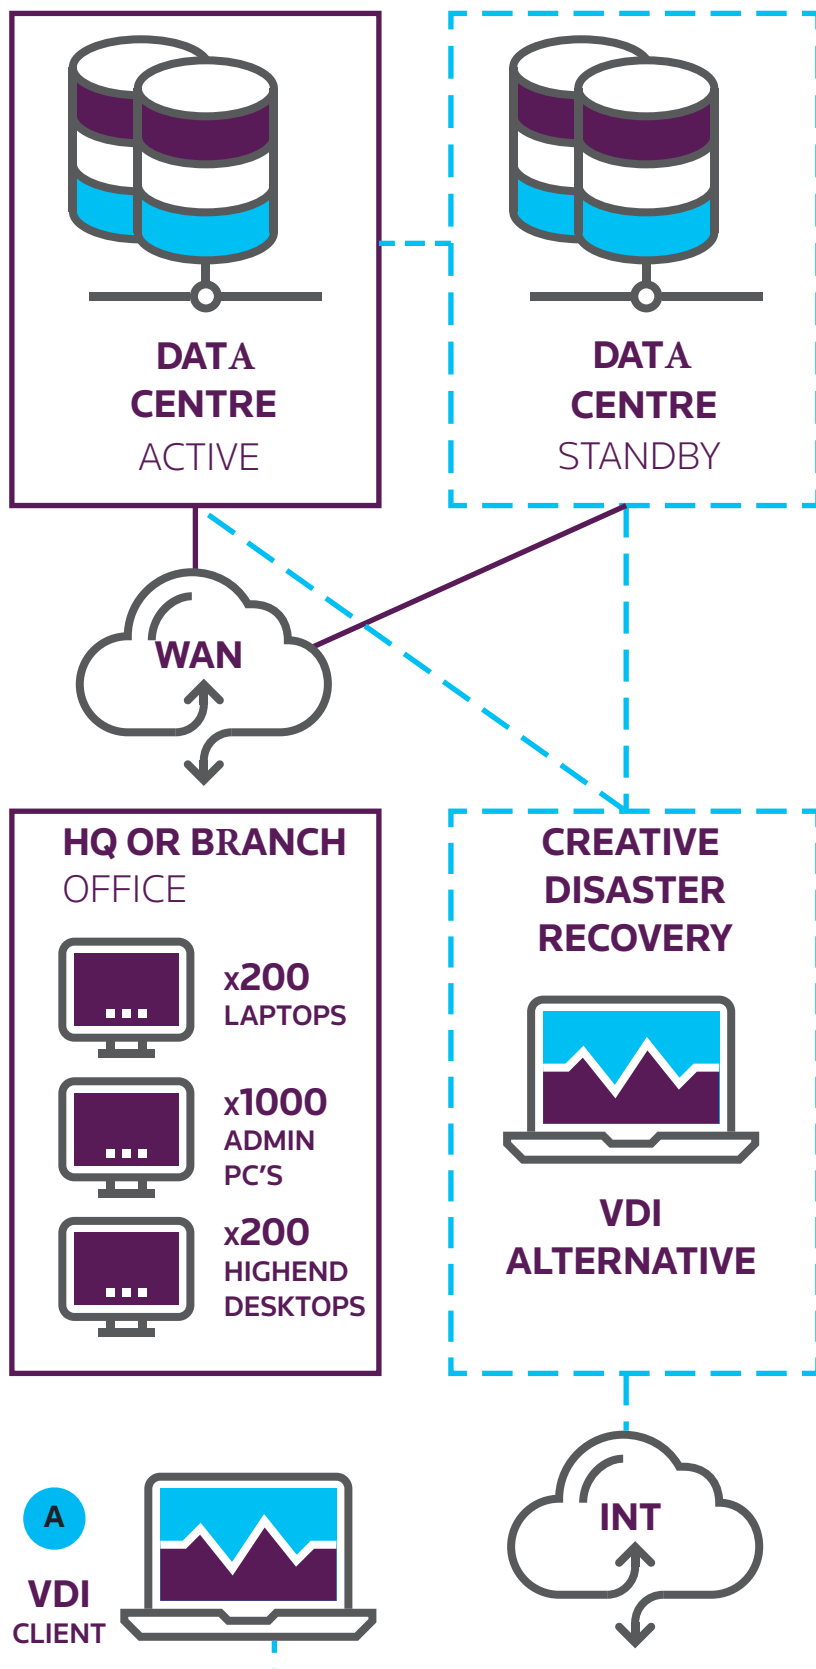 DATA
CENTRE
ACTIVE
DATA
CENTRE
STANDBY
WAN
HQ OR BRANCH
OFFICE
x200
LAPTOPS
x1000
ADMIN
PC'S
x200
HIGHEND
DESKTOPS
CREATIVE
DISASTER
RECOVERY
VDI
ALTERNATIVE
A
VDI
CLIENT
INT